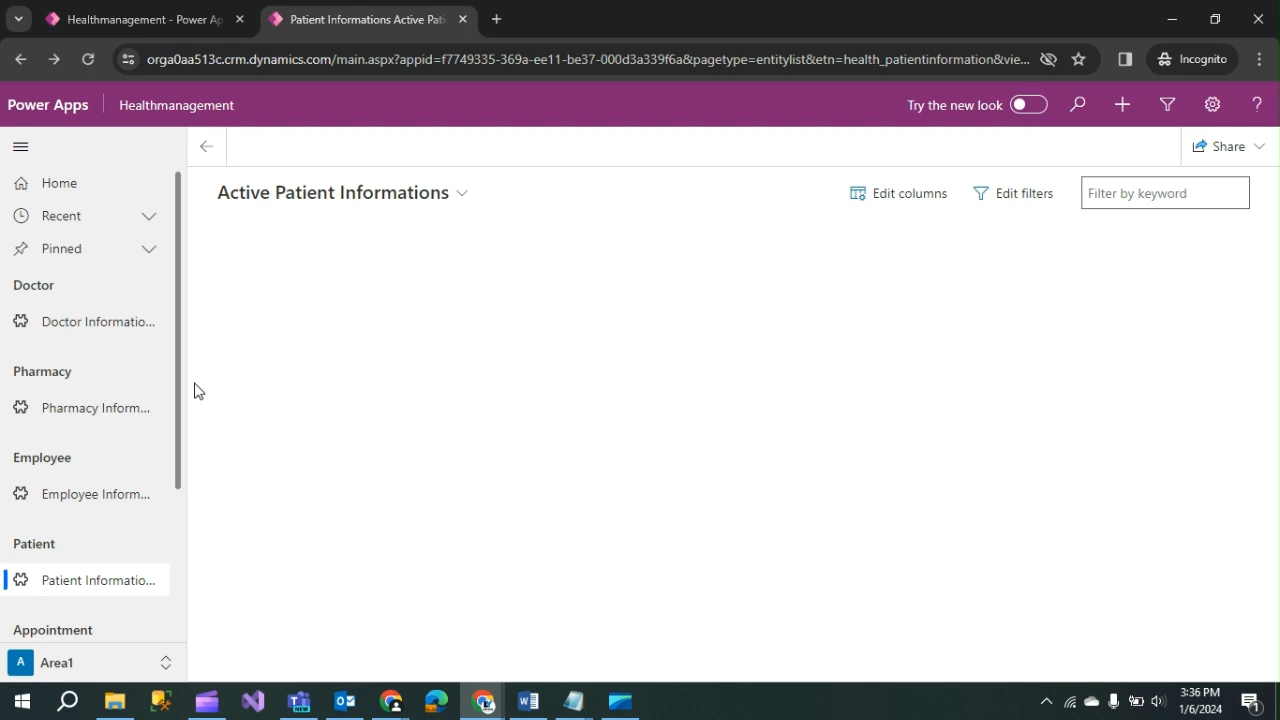 Healthmanagement - Power Ap
Patient Informations Active Pati
orga0aa513c.crm.dynamics.com/main.aspx?appid=f7749335-369a-ee11-be37-000d3a339f6a&pagetype=entitylist&etn=health_patientinformation&vie...
Incognito
Power Apps
Healthmanagement
Try the new look
Share
Home
Active Patient Informations
Edit columns
Edit filters
Filter by keyword
Recent
Pinned
Doctor
Doctor Informatio...
Pharmacy
Pharmacy Inform...
Employee
Employee Inform...
Patient
Patient Informatio...
Appointment
A
Area1
3:36 PM
1/6/2024